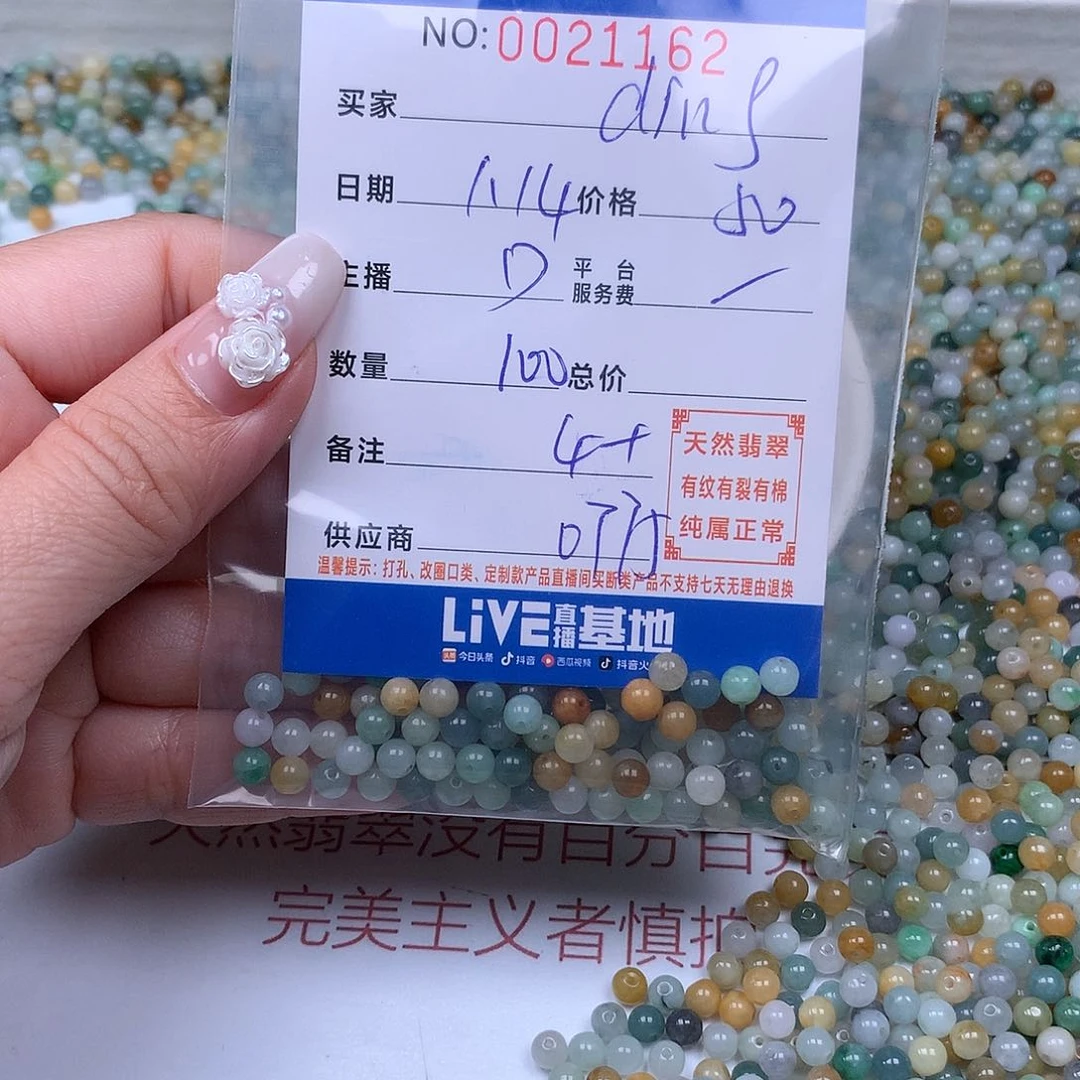 NO:0021162
买家 ding
日期 1.14 价格 50
主播 D 平台服务费 /
数量 100 总价
备注 4+
供应商
天然翡翠
有纹有裂有棉
纯属正常
温馨提示：打孔、改圈口类、定制款产品直播间买断类产品不支持七天无理由退换
LiVE直播基地
头条 今日头条 抖音 西瓜视频 抖音火
天然翡翠没有百分百完
完美主义者慎拍